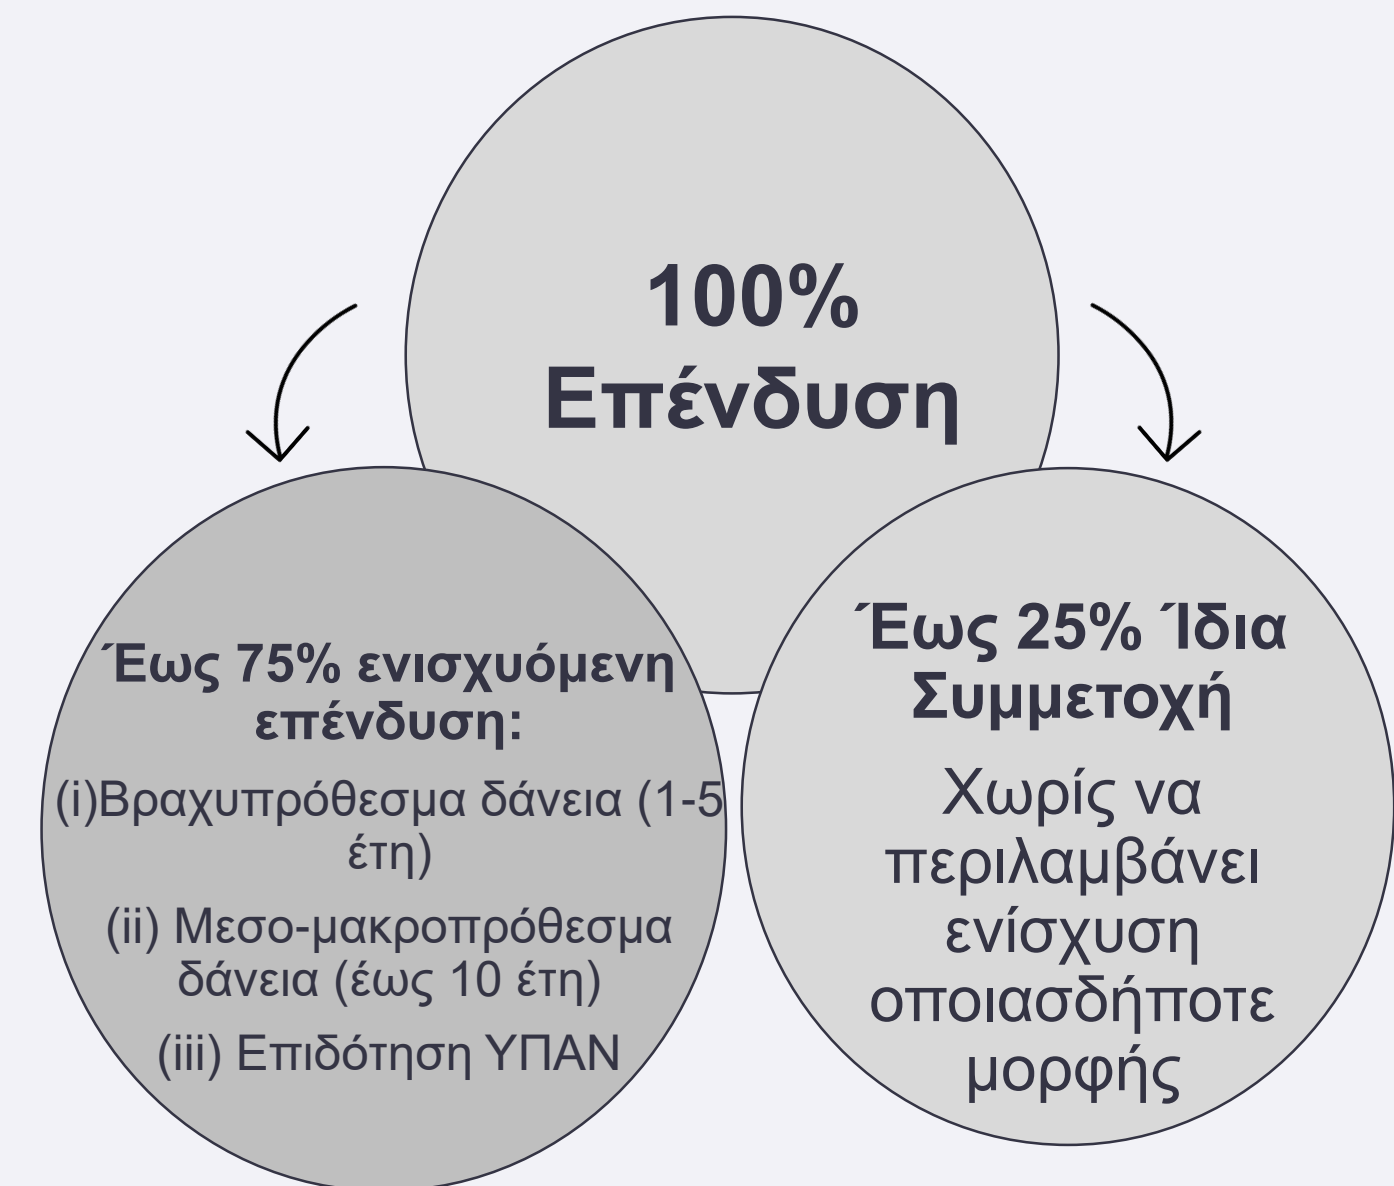 100%
Επένδυση
Έως 75% ενισχυόμενη
επένδυση:
(i)Βραχυπρόθεσμα δάνεια (1-5
έτη)
(ii) Μεσο-μακροπρόθεσμα
δάνεια (έως 10 έτη)
(iii) Επιδότηση ΥΠΑΝ
Έως 25% Ίδια
Συμμετοχή
Χωρίς να
περιλαμβάνει
ενίσχυση
οποιασδήποτε
μορφής